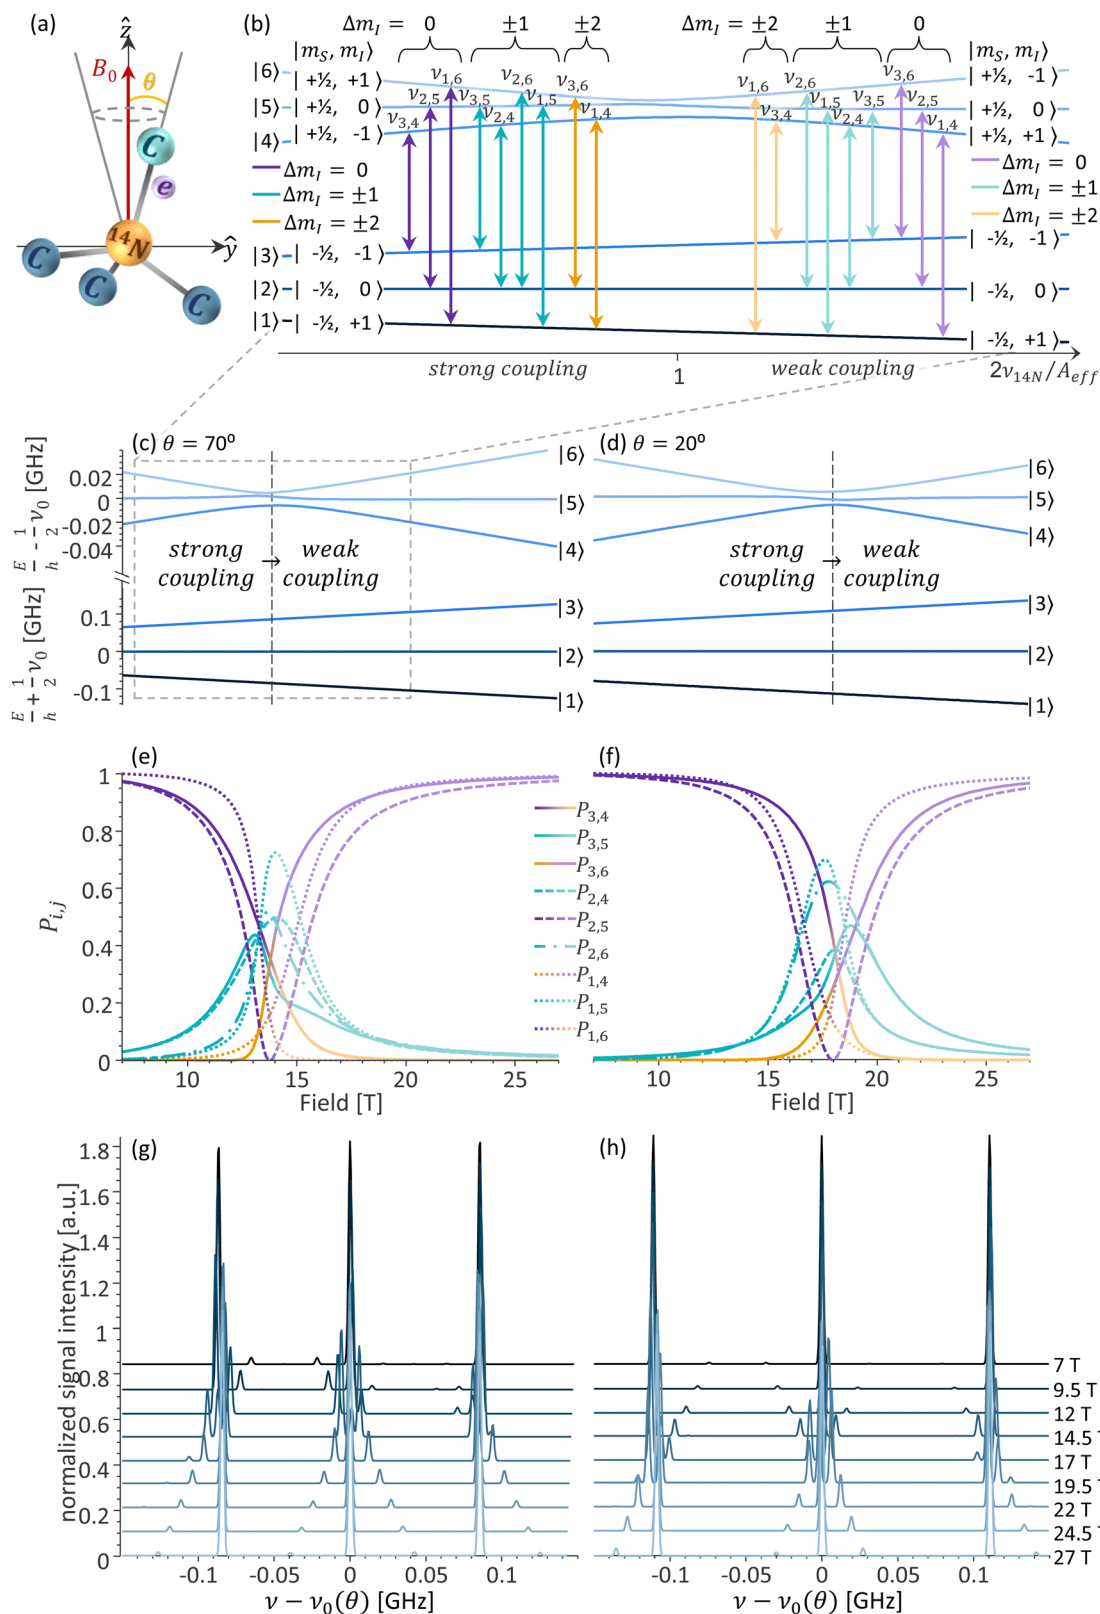 (a)
ẑ
B₀
θ
C
e
¹⁴N
ŷ
C
C
C
(b)
Δm_I = 0 ±1 ±2 ±2 ±1 0
|m_S, m_I⟩ |m_S, m_I⟩
|6⟩ |+½, +1⟩ |+½, -1⟩
|5⟩ |+½, 0⟩ |+½, 0⟩
|4⟩ |+½, -1⟩ |+½, +1⟩
ν₁,₆ ν₂,₆ ν₃,₆ ν₁,₆ ν₂,₆ ν₃,₆
ν₂,₅ ν₃,₅ ν₁,₅ ν₁,₅ ν₃,₅ ν₂,₅
ν₃,₄ ν₂,₄ ν₁,₄ ν₃,₄ ν₂,₄ ν₁,₄
Δm_I = 0 Δm_I = 0
Δm_I = ±1 Δm_I = ±1
Δm_I = ±2 Δm_I = ±2
|3⟩ |-½, -1⟩ |-½, -1⟩
|2⟩ |-½, 0⟩ |-½, 0⟩
|1⟩ |-½, +1⟩ |-½, +1⟩
strong coupling 1 weak coupling 2ν₁₄N/A_eff
(c) θ = 70º
E/h - 1/2 ν₀ [GHz]
0.02
0
-0.02
-0.04
|6⟩
|5⟩
|4⟩
strong → weak
coupling coupling
E/h + 1/2 ν₀ [GHz]
0.1
0
-0.1
|3⟩
|2⟩
|1⟩
(d) θ = 20º
|6⟩
|5⟩
|4⟩
strong → weak
coupling coupling
|3⟩
|2⟩
|1⟩
(e)
P_i,j
1
0.8
0.6
0.4
0.2
0
10 15 20 25
Field [T]
P₃,₄
P₃,₅
P₃,₆
P₂,₄
P₂,₅
P₂,₆
P₁,₄
P₁,₅
P₁,₆
(f)
10 15 20 25
Field [T]
(g)
normalized signal intensity [a.u.]
1.8
1.6
1.4
1.2
1
0.8
0.6
0.4
0.2
0
-0.1 -0.05 0 0.05 0.1
ν − ν₀(θ) [GHz]
(h)
7 T
9.5 T
12 T
14.5 T
17 T
19.5 T
22 T
24.5 T
27 T
-0.1 -0.05 0 0.05 0.1
ν − ν₀(θ) [GHz]